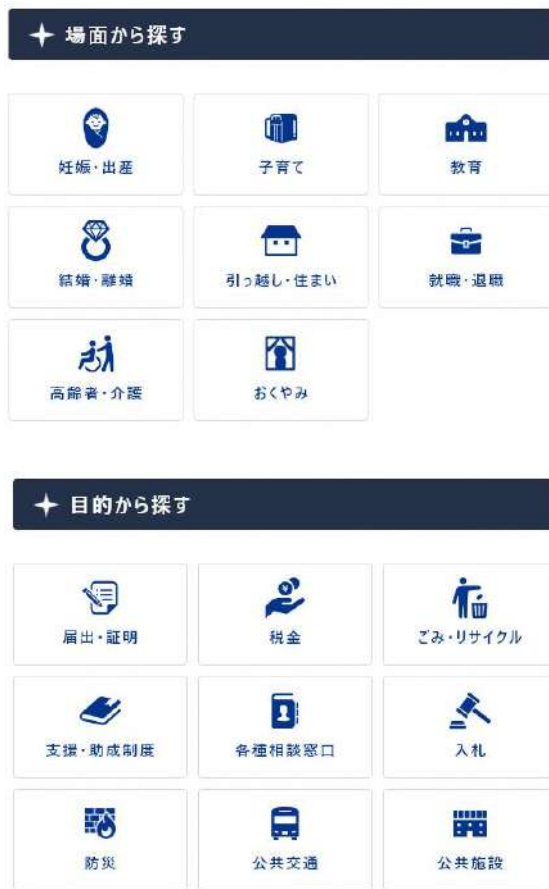 場面から探す
妊娠・出産
子育て
教育
結婚・離婚
引っ越し・住まい
就職・退職
高齢者・介護
おくやみ
目的から探す
届出・証明
税金
ごみ・リサイクル
支援・助成制度
各種相談窓口
入札
防災
公共交通
公共施設